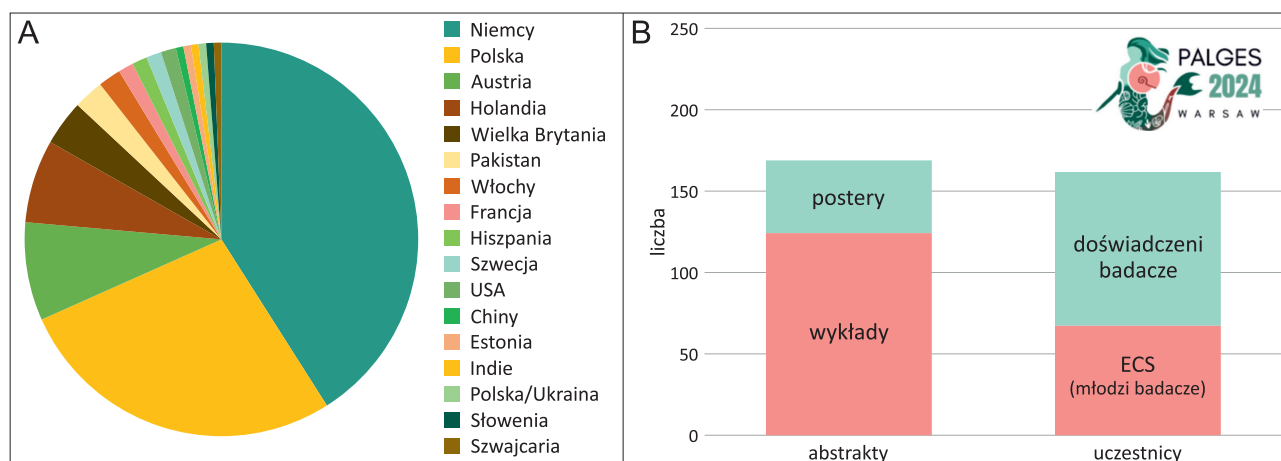 A
Niemcy
Polska
Austria
Holandia
Wielka Brytania
Pakistan
Włochy
Francja
Hiszpania
Szwecja
USA
Chiny
Estonia
Indie
Polska/Ukraina
Słowenia
Szwajcaria
B
PALGES
2024
WARSAW
liczba
250
200
150
100
50
0
postery
wykłady
doświadczeni
badacze
ECS
(młodzi badacze)
abstrakty
uczestnicy